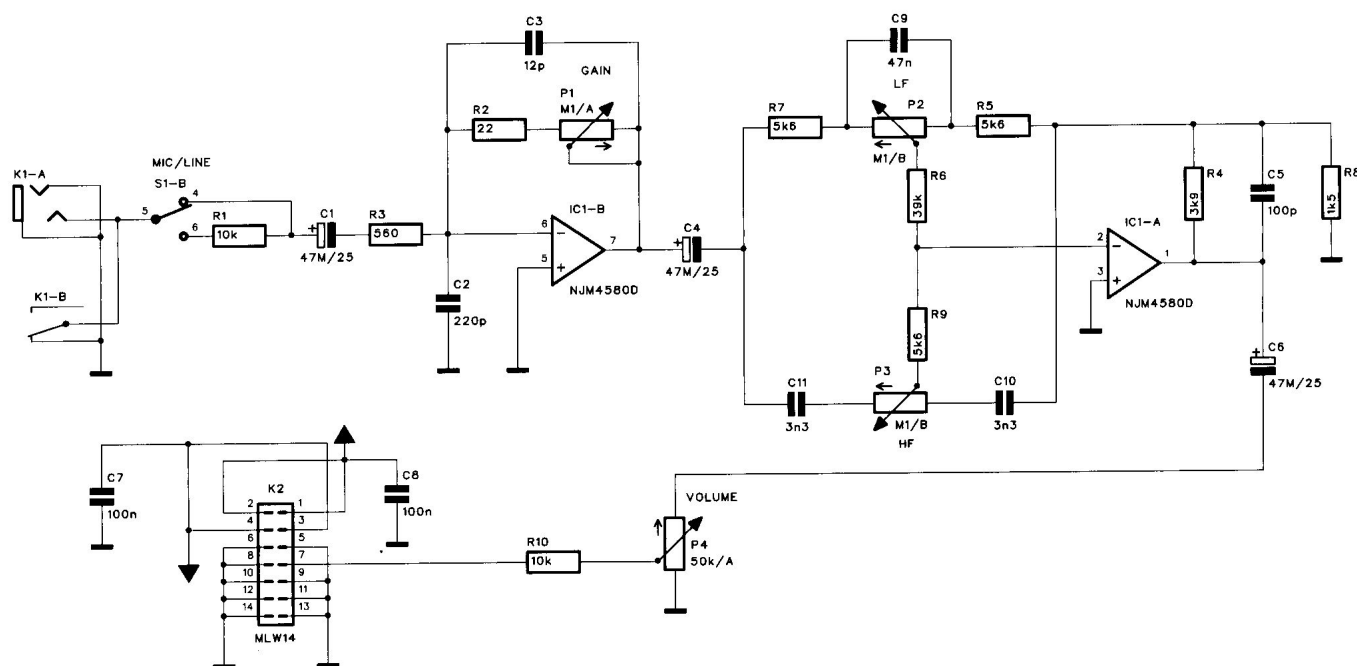 C3
12p
GAIN
P1
M1/A
R2
22
C9
47n
LF
P2
M1/B
R7
5k6
R5
5k6
R6
39k
R4
3k9
C5
100p
R8
1k5
K1-A
MIC/LINE
S1-B
4
5
6
R1
10k
+
C1
47M/25
R3
560
IC1-B
6
-
7
5
+
NJM4580D
C2
220p
+
C4
47M/25
IC1-A
2
-
1
3
+
NJM4580D
K1-B
R9
5k6
P3
M1/B
HF
C11
3n3
C10
3n3
+
C6
47M/25
C7
100n
K2
C8
100n
2 1
4 3
6 5
8 7
10 9
12 11
14 13
MLW14
R10
10k
VOLUME
P4
50k/A